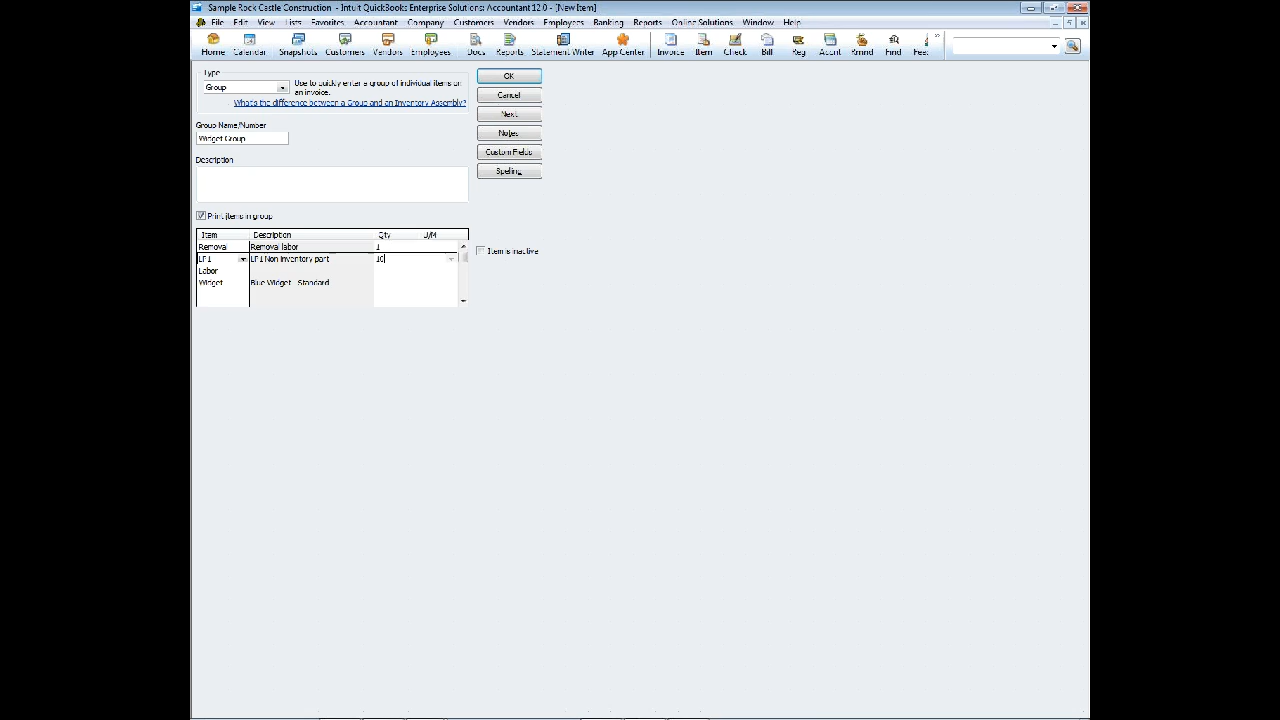 Sample Rock Castle Construction - Intuit QuickBooks Enterprise Solutions: Accountant 12.0 - [New Item]
File Edit View Lists Favorites Accountant Company Customers Vendors Employees Banking Reports Online Solutions Window Help
Home Calendar Snapshots Customers Vendors Employees Docs Reports Statement Writer App Center Invoice Item Check Bill Reg Accnt Rmnd Find Feed
Type
Group
Use to quickly enter a group of individual items on
an invoice.
What's the difference between a Group and an Inventory Assembly?
OK
Cancel
Next
Notes
Custom Fields
Spelling
Group Name/Number
Widget Group
Description
Print items in group
Item Description Qty U/M
Removal Removal labor 1
LP1 LP1 Non inventory part 10
Labor
Widget Blue Widget - Standard
Item is inactive